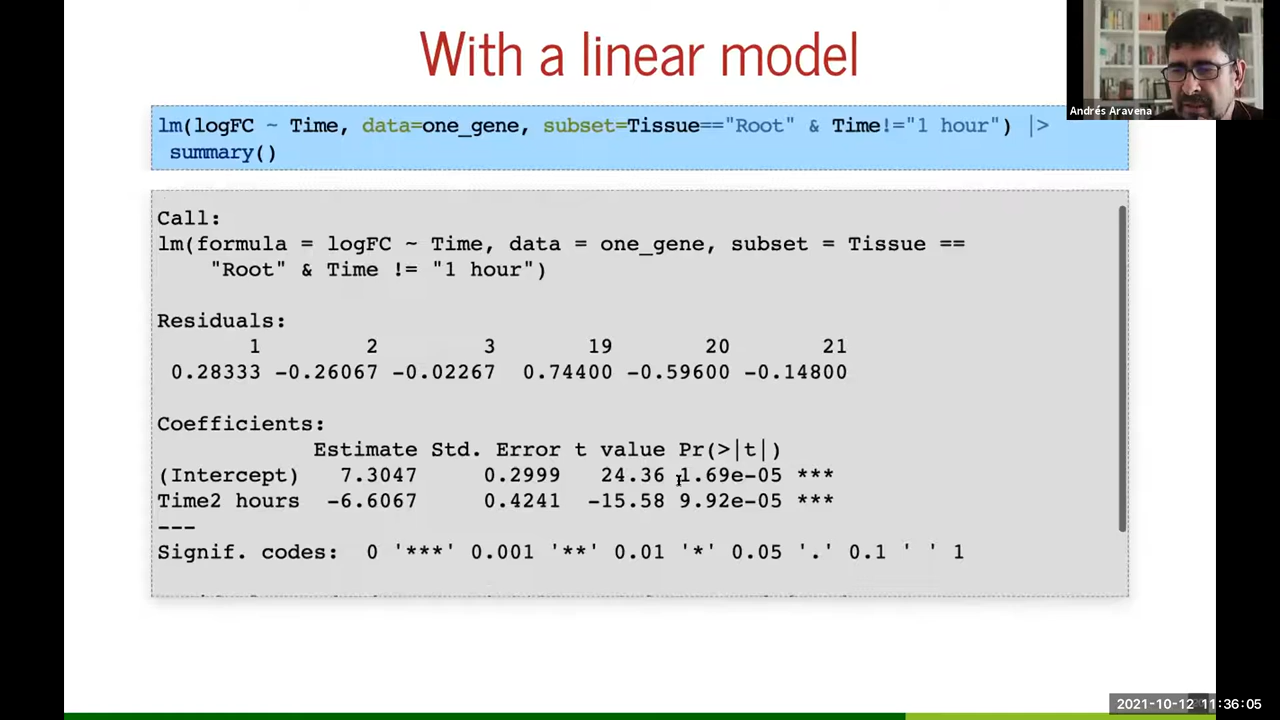 With a linear model
Andrés Aravena
lm(logFC ~ Time, data=one_gene, subset=Tissue=="Root" & Time!="1 hour") |>
summary()
Call:
lm(formula = logFC ~ Time, data = one_gene, subset = Tissue ==
"Root" & Time != "1 hour")
Residuals:
1 2 3 19 20 21
0.28333 -0.26067 -0.02267 0.74400 -0.59600 -0.14800
Coefficients:
Estimate Std. Error t value Pr(>|t|)
(Intercept) 7.3047 0.2999 24.36 1.69e-05 ***
Time2 hours -6.6067 0.4241 -15.58 9.92e-05 ***
---
Signif. codes: 0 '***' 0.001 '**' 0.01 '*' 0.05 '.' 0.1 ' ' 1
2021-10-12 11:36:05